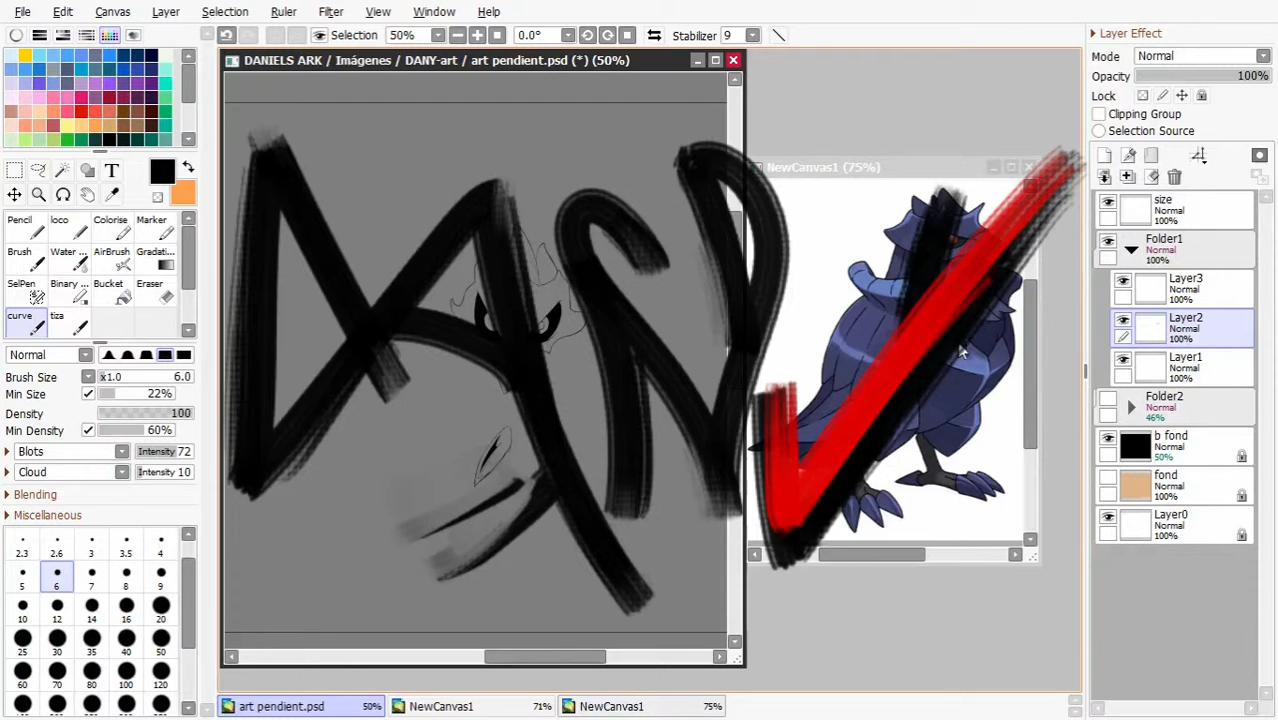 File Edit Canvas Layer Selection Ruler Filter View Window Help
Selection 50% 0.0° Stabilizer 9
DANIELS ARK / Imágenes / DANY-art / art pendient.psd (*) (50%)
NewCanvas1 (75%)
Pencil loco Colorise Marker
Brush Water ... AirBrush Gradati...
SelPen Binary ... Bucket Eraser
curve tiza
Normal
Brush Size x1.0 6.0
Min Size 22%
Density 100
Min Density 60%
Blots Intensity 72
Cloud Intensity 10
Blending
Miscellaneous
2.3 2.6 3 3.5 4
5 6 7 8 9
10 12 14 16 20
25 30 35 40 50
60 70 80 100 120
art pendient.psd 50% NewCanvas1 71% NewCanvas1 75%
Layer Effect
Mode Normal
Opacity 100%
Lock
Clipping Group
Selection Source
size
Normal
100%
Folder1
Normal
100%
Layer3
Normal
100%
Layer2
Normal
100%
Layer1
Normal
100%
Folder2
Normal
46%
b fond
Normal
50%
fond
Normal
100%
Layer0
Normal
100%